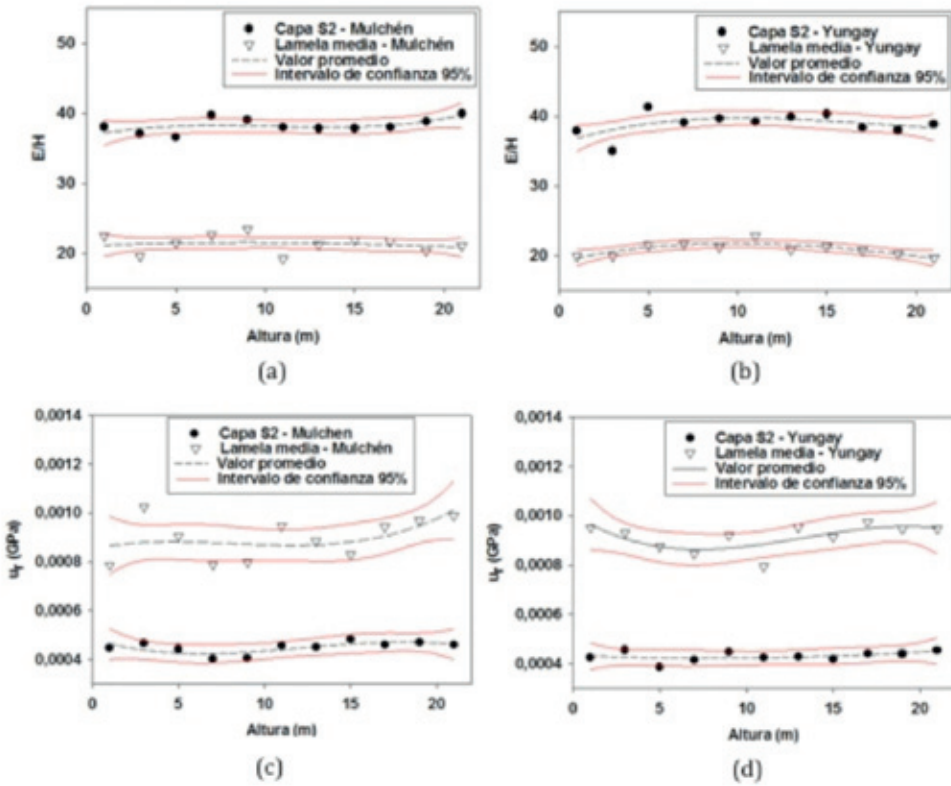 Capa S2 - Mulchén
Lamela media - Mulchén
Valor promedio
Intervalo de confianza 95%
50
40
30
20
E/H
0 5 10 15 20
Altura (m)
(a)
Capa S2 - Yungay
Lamela media - Yungay
Valor promedio
Intervalo de confianza 95%
50
40
30
20
E/H
0 5 10 15 20
Altura (m)
(b)
Capa S2 - Mulchen
Lamela media - Mulchén
Valor promedio
Intervalo de confianza 95%
0,0014
0,0012
0,0010
0,0008
0,0006
0,0004
uᵣ (GPa)
0 5 10 15 20
Altura (m)
(c)
Capa S2 - Yungay
Lamela media - Yungay
Valor promedio
Intervalo de confianza 95%
0,0014
0,0012
0,0010
0,0008
0,0006
0,0004
uᵣ (GPa)
0 5 10 15 20
Altura (m)
(d)